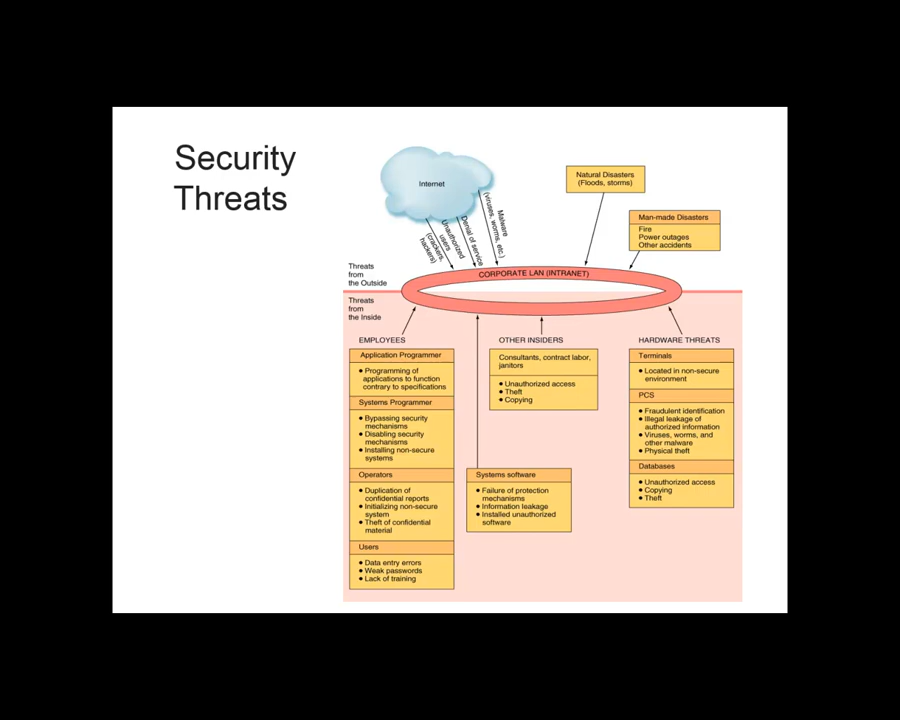 Security
Threats
Internet
Unauthorized
users
(crackers,
hackers)
Denial of service
Malware
(viruses, worms, etc.)
Natural Disasters
(Floods, storms)
Man-made Disasters
Fire
Power outages
Other accidents
CORPORATE LAN (INTRANET)
Threats
from
the Outside
Threats
from
the Inside
EMPLOYEES
Application Programmer
● Programming of
applications to function
contrary to specifications
Systems Programmer
● Bypassing security
mechanisms
● Disabling security
mechanisms
● Installing non-secure
systems
Operators
● Duplication of
confidential reports
● Initializing non-secure
system
● Theft of confidential
material
Users
● Data entry errors
● Weak passwords
● Lack of training
Systems software
● Failure of protection
mechanisms
● Information leakage
● Installed unauthorized
software
OTHER INSIDERS
Consultants, contract labor,
janitors
● Unauthorized access
● Theft
● Copying
HARDWARE THREATS
Terminals
● Located in non-secure
environment
PCS
● Fraudulent identification
● Illegal leakage of
authorized information
● Viruses, worms, and
other malware
● Physical theft
Databases
● Unauthorized access
● Copying
● Theft